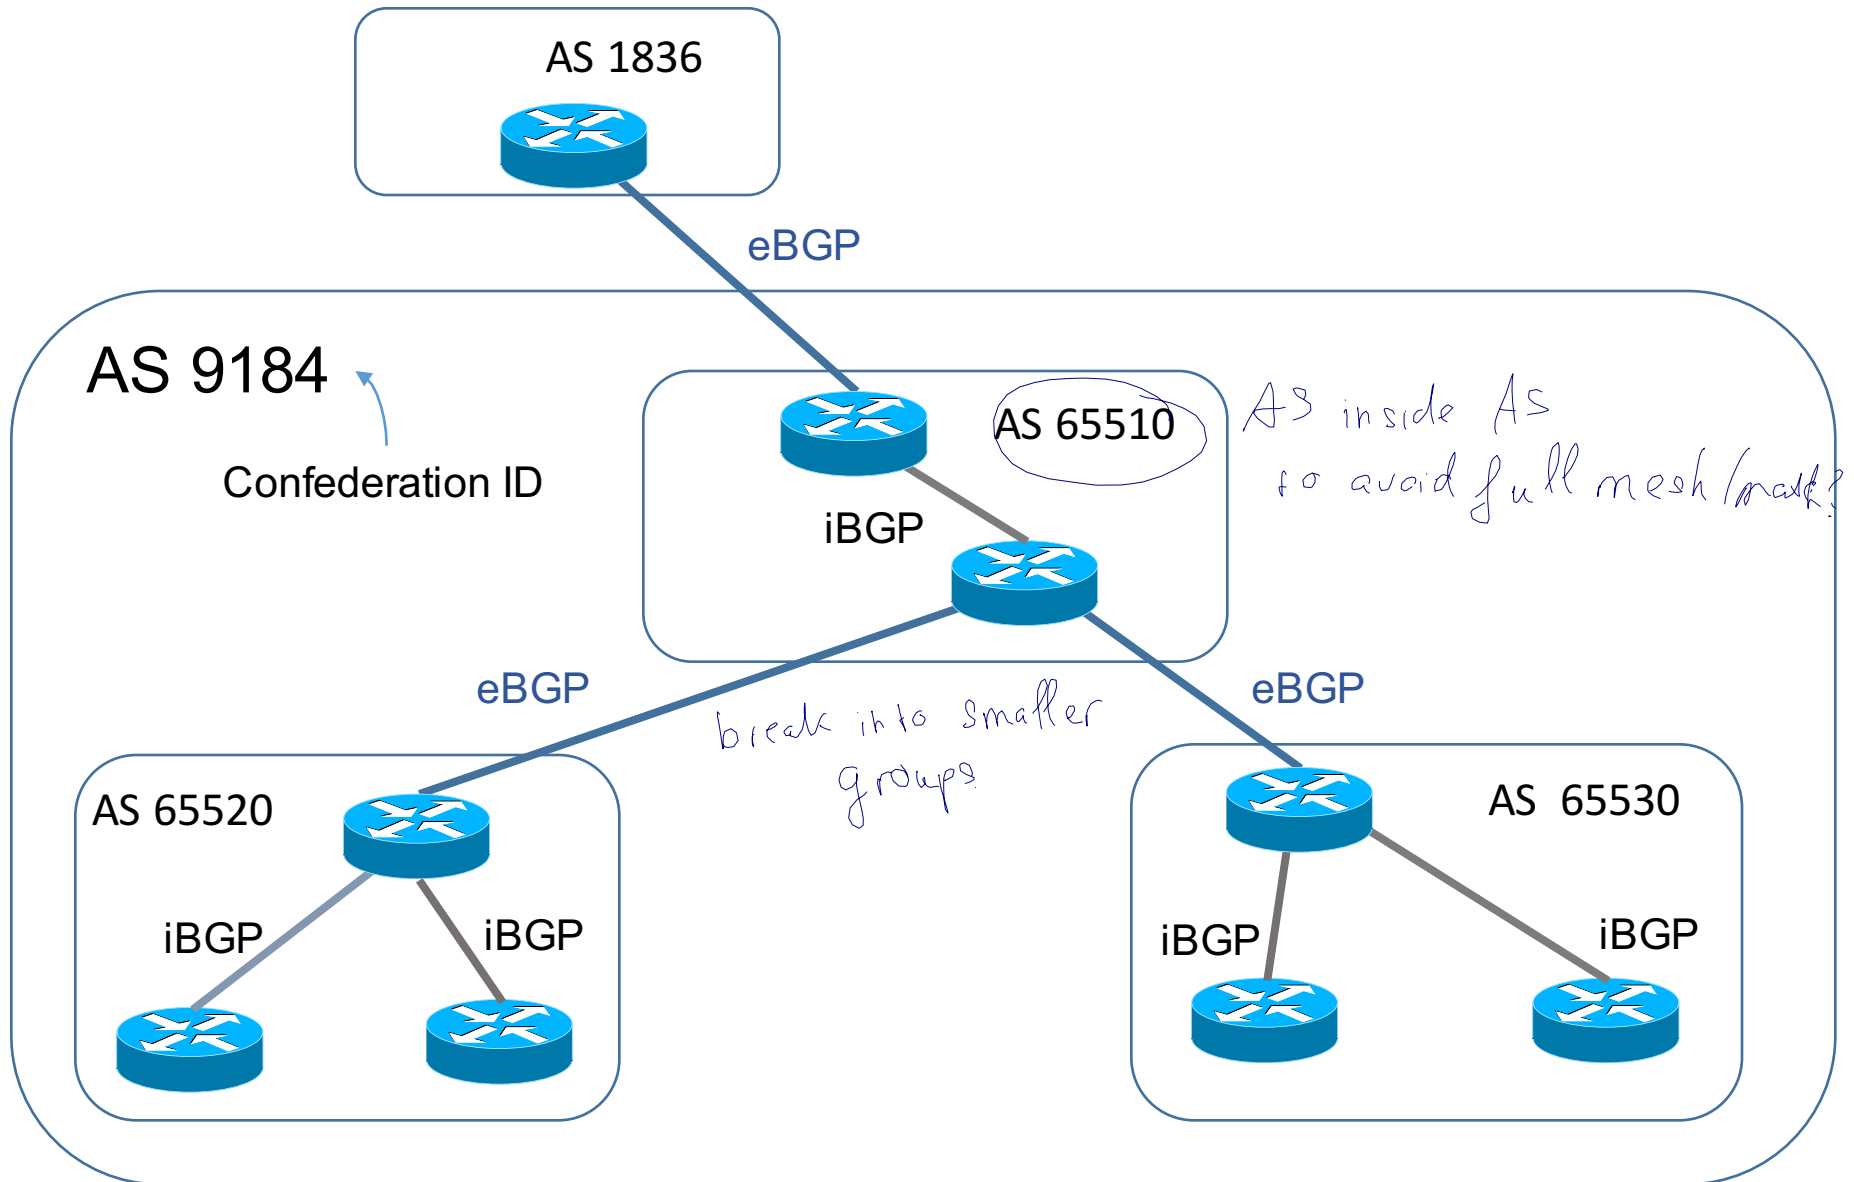 AS 1836
eBGP
AS 9184
Confederation ID
AS 65510
AS inside AS
to avoid full mesh
iBGP
eBGP
eBGP
break into smaller
groups
AS 65520
AS 65530
iBGP
iBGP
iBGP
iBGP